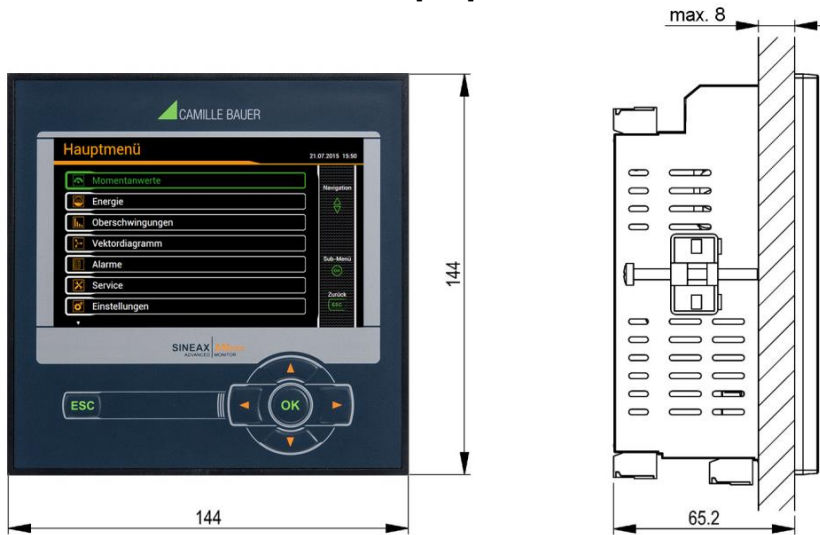 max. 8
CAMILLE BAUER
Hauptmenü
21.07.2015 15:50
Momentanwerte
Navigation
Energie
Oberschwingungen
Vektordiagramm
Alarme
Sub-Menü
OK
Service
Zurück
ESC
Einstellungen
144
SINEAX
ADVANCED MONITOR
ESC
OK
144
65.2